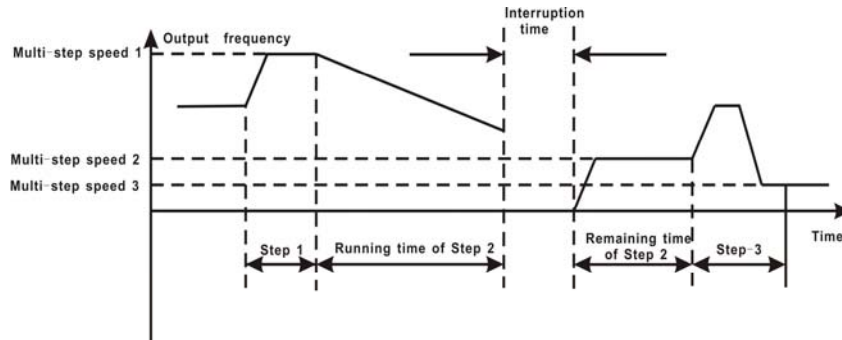 Interruption
time
Output frequency
Multi-step speed 1
Multi-step speed 2
Multi-step speed 3
Time
Step 1
Running time of Step 2
Remaining time
of Step 2
Step-3